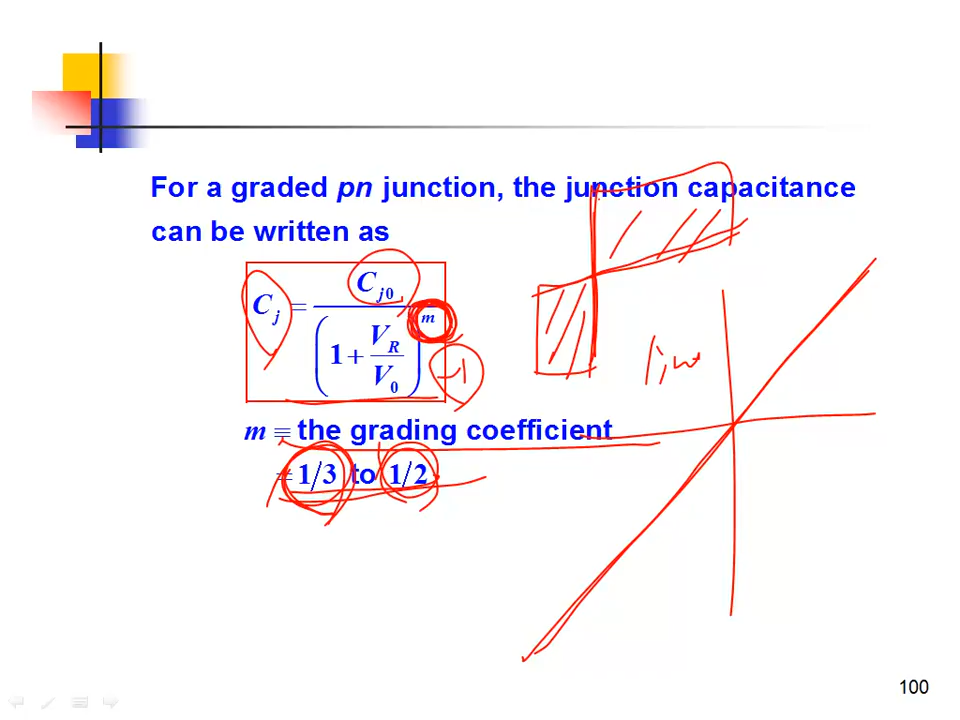 For a graded pn junction, the junction capacitance
can be written as
C_j = C_j0 / (1 + V_R / V_0)^m
m ≡ the grading coefficient
= 1/3 to 1/2
100